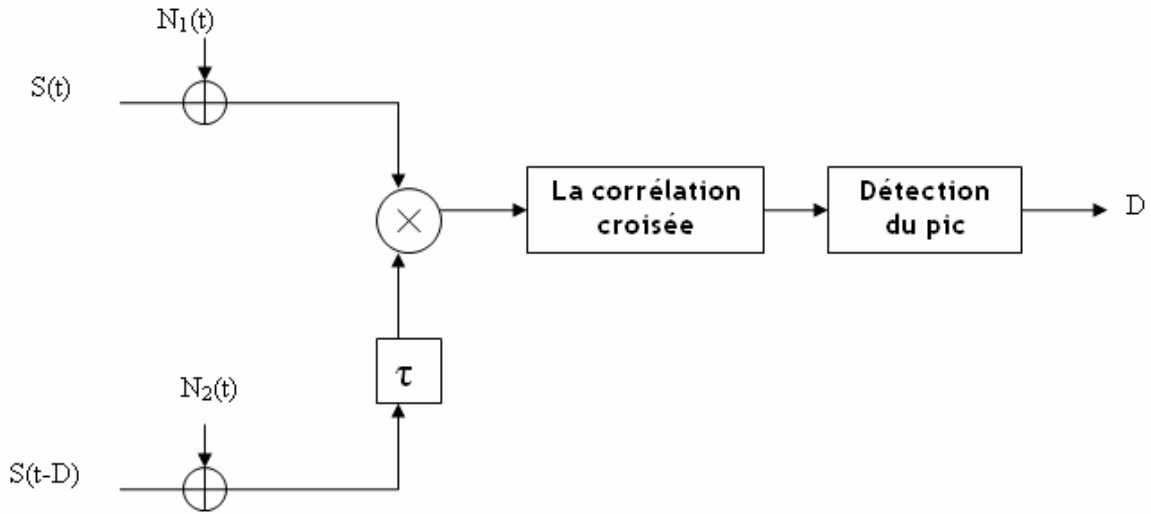 N₁(t)
S(t)
La corrélation
croisée
Détection
du pic
D
τ
N₂(t)
S(t-D)